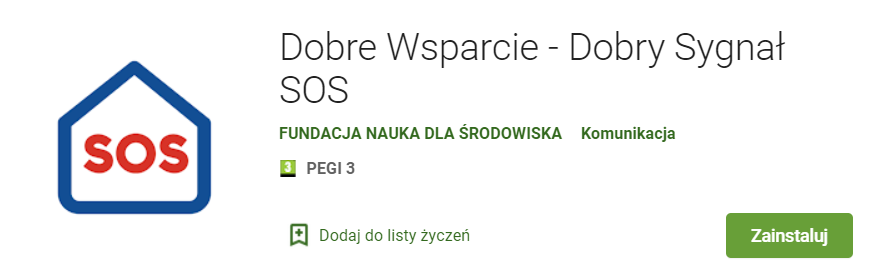 Dobre Wsparcie - Dobry Sygnał
SOS
SOS
FUNDACJA NAUKA DLA ŚRODOWISKA Komunikacja
3 PEGI 3
Dodaj do listy życzeń
Zainstaluj